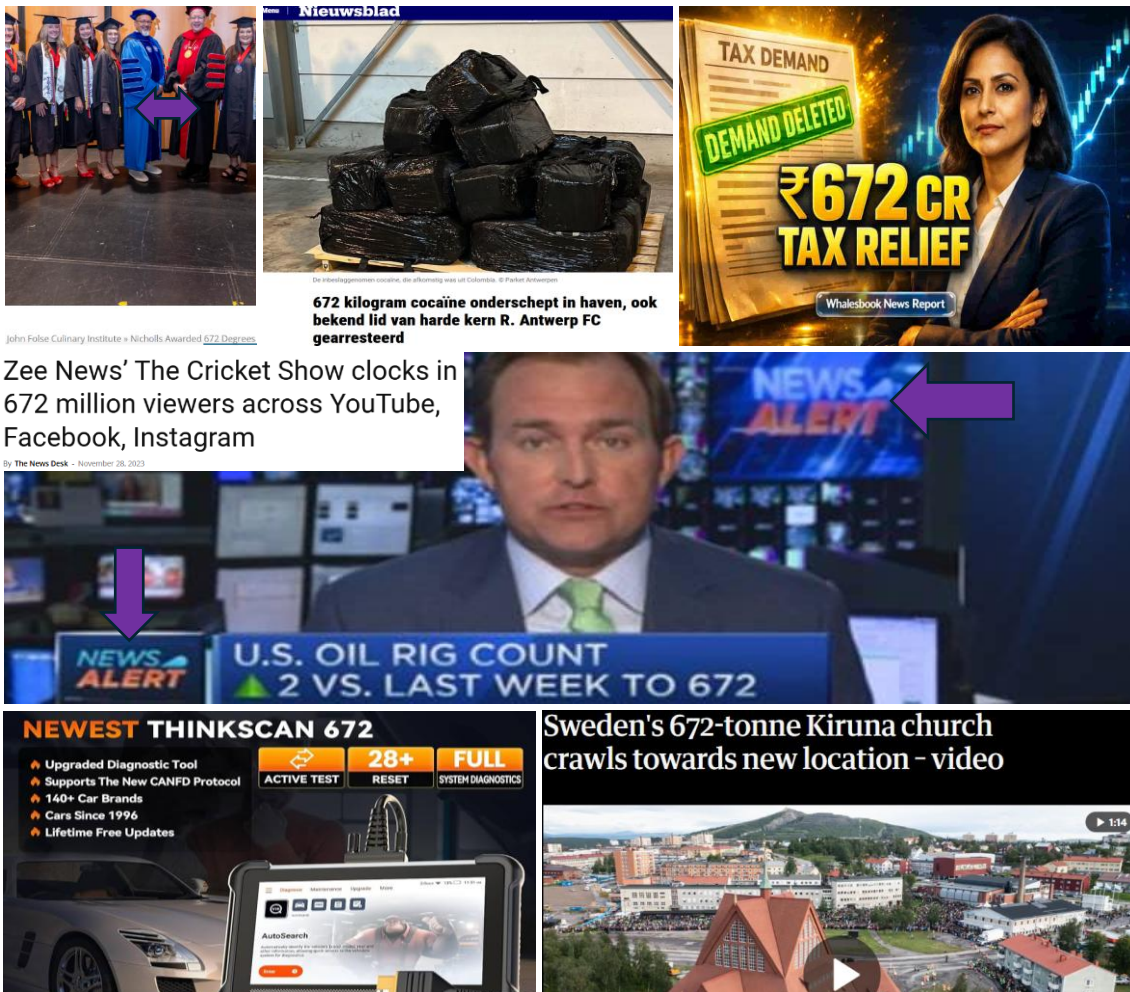 Menu
Nieuwsblad
TAX DEMAND
DEMAND DELETED
₹672 CR
TAX RELIEF
Whalesbook News Report
De inbeslaggenomen cocaïne, die afkomstig was uit Colombia. © Parket Antwerpen
672 kilogram cocaïne onderschept in haven, ook
bekend lid van harde kern R. Antwerp FC
gearresteerd
John Folse Culinary Institute » Nicholls Awarded 672 Degrees
Zee News’ The Cricket Show clocks in
672 million viewers across YouTube,
Facebook, Instagram
By The News Desk - November 28, 2023
NEWS
ALERT
NEWS
ALERT
U.S. OIL RIG COUNT
2 VS. LAST WEEK TO 672
NEWEST THINKSCAN 672
Upgraded Diagnostic Tool
Supports The New CANFD Protocol
140+ Car Brands
Cars Since 1996
Lifetime Free Updates
ACTIVE TEST
28+
RESET
FULL
SYSTEM DIAGNOSTICS
Diagnose Maintenance Upgrade More
AutoSearch
Sweden's 672-tonne Kiruna church
crawls towards new location – video
1:14